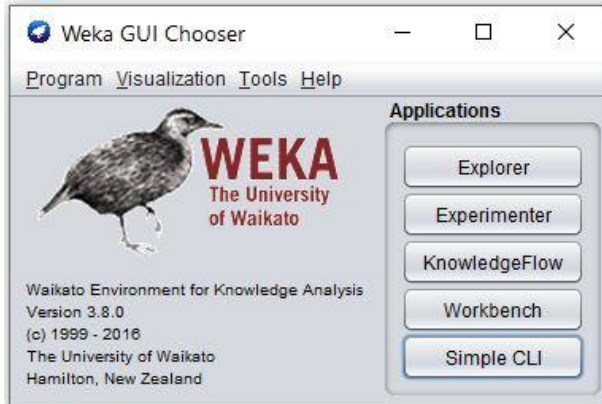 Weka GUI Chooser
Program Visualization Tools Help
WEKA
The University
of Waikato
Waikato Environment for Knowledge Analysis
Version 3.8.0
(c) 1999 - 2016
The University of Waikato
Hamilton, New Zealand
Applications
Explorer
Experimenter
KnowledgeFlow
Workbench
Simple CLI